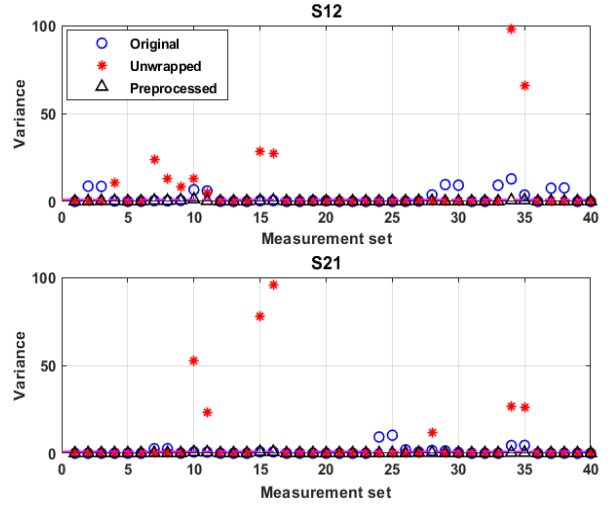 S12
100
Original
Unwrapped
Preprocessed
Variance
50
0
0 5 10 15 20 25 30 35 40
Measurement set
S21
100
Variance
50
0
0 5 10 15 20 25 30 35 40
Measurement set